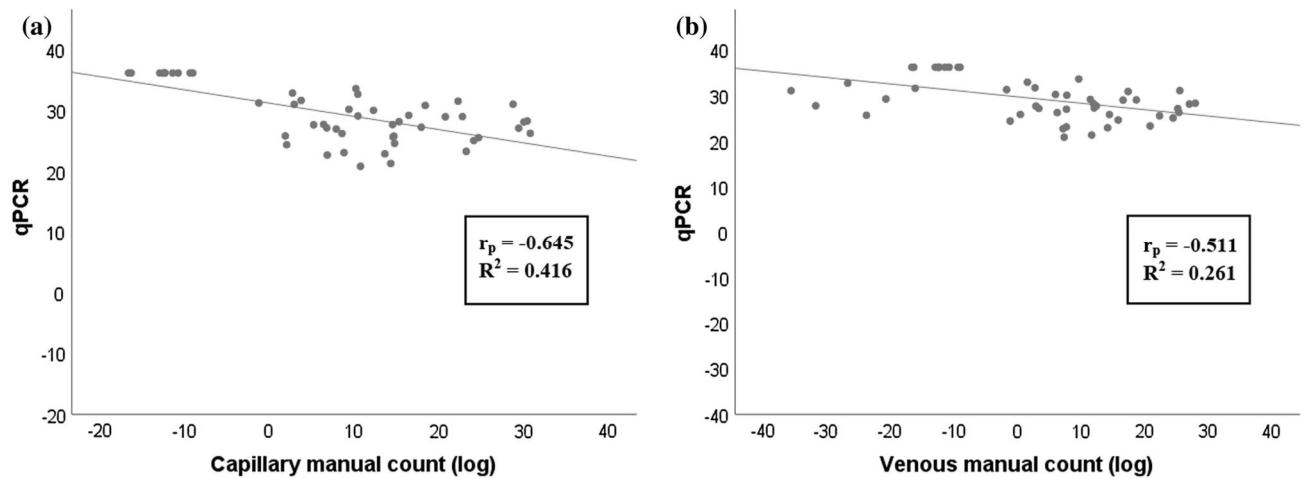 (a)
40
30
20
10
0
-10
-20
qPCR
-20 -10 0 10 20 30 40
Capillary manual count (log)
rp = -0.645
R² = 0.416
(b)
40
30
20
10
0
-10
-20
-30
-40
qPCR
-40 -30 -20 -10 0 10 20 30 40
Venous manual count (log)
rp = -0.511
R² = 0.261